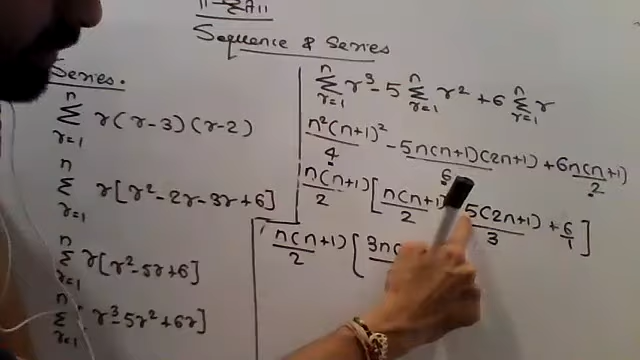 Sequence & Series
Series.
n Σ r=1 r(r-3)(r-2)
n Σ r=1 r[r²-2r-3r+6]
n Σ r=1 r[r²-5r+6]
n Σ r=1 r³-5r²+6r]
n Σ r=1 r³ -5 n Σ r=1 r² +6 n Σ r=1 r
n²(n+1)²/4 - 5n(n+1)(2n+1)/6 + 6n(n+1)/2
n(n+1)/2 [n(n+1)/2 5(2n+1)/3 + 6/1]
n(n+1)/2 [3n(